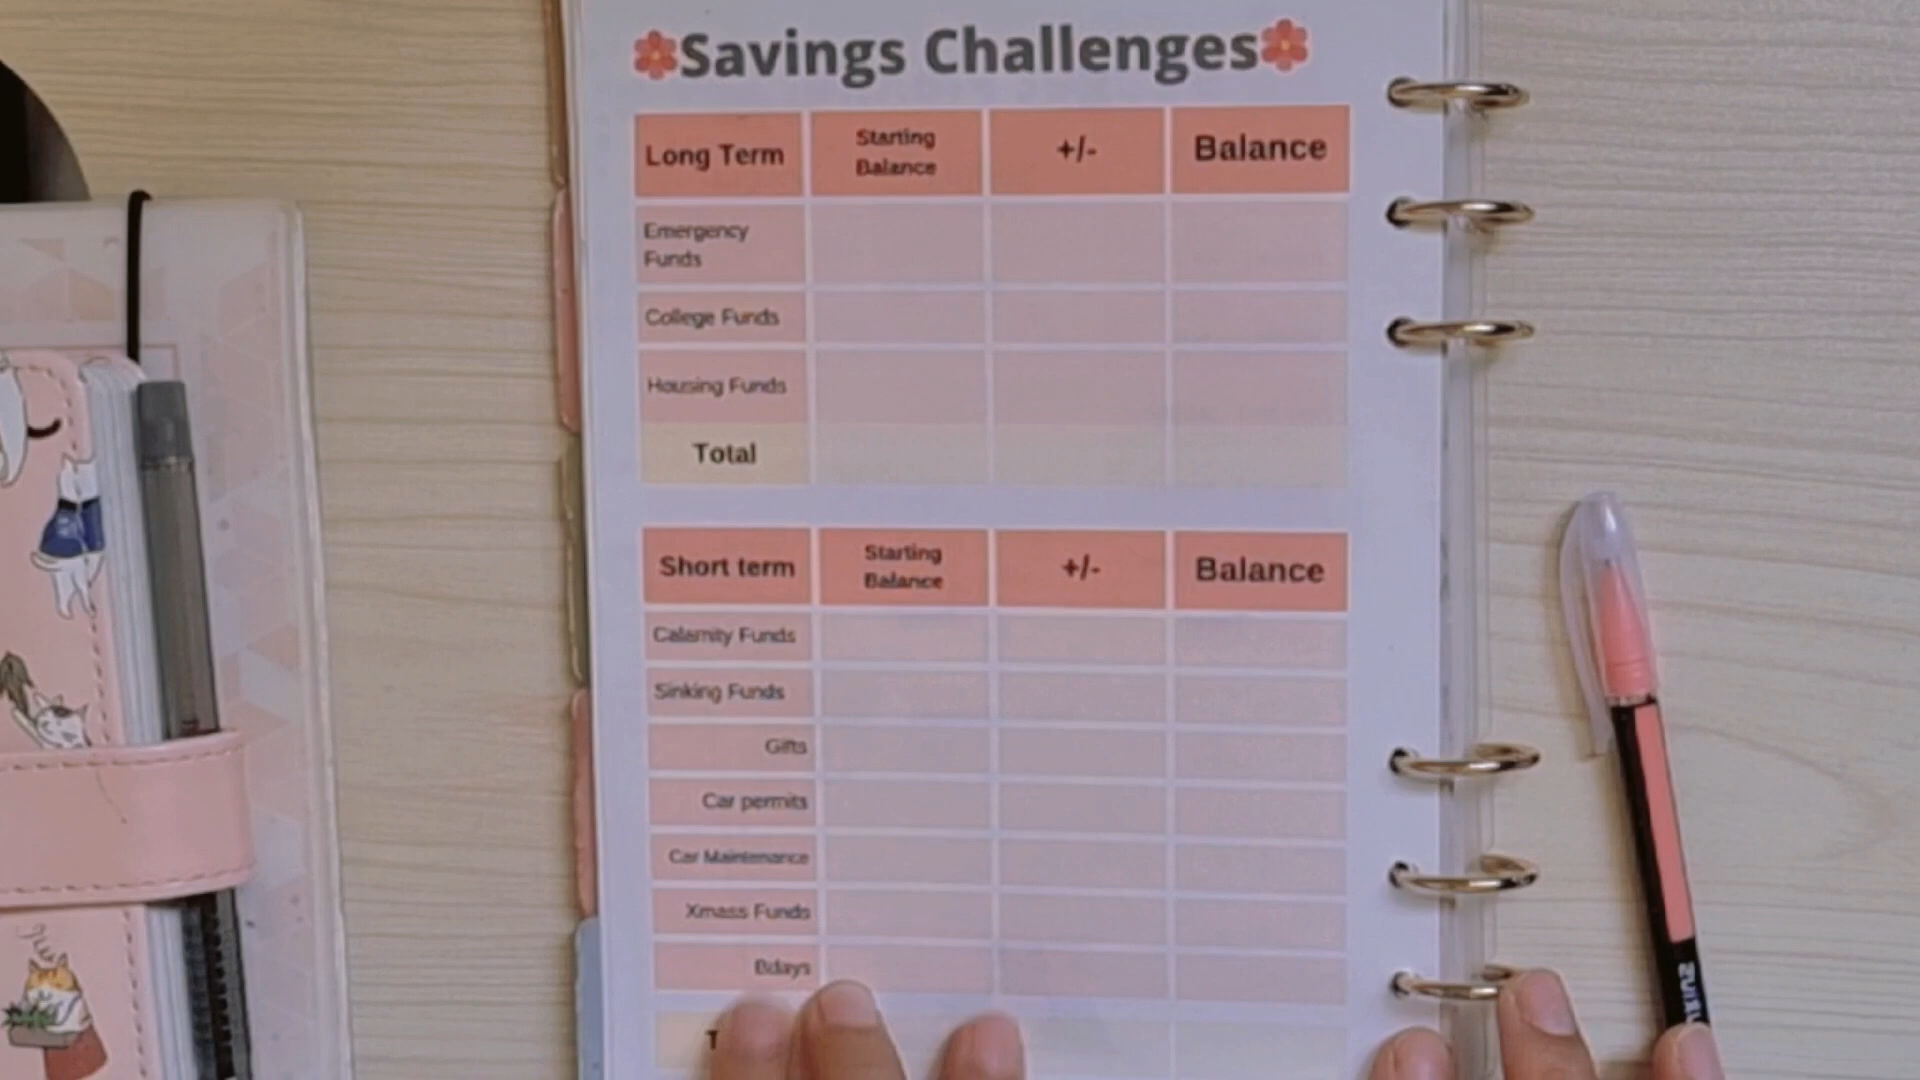 Savings Challenges
Long Term Starting Balance +/- Balance
Emergency Funds
College Funds
Housing Funds
Total
Short term Starting Balance +/- Balance
Calamity Funds
Sinking Funds
Gifts
Car permits
Car Maintenance
Xmass Funds
Bdays